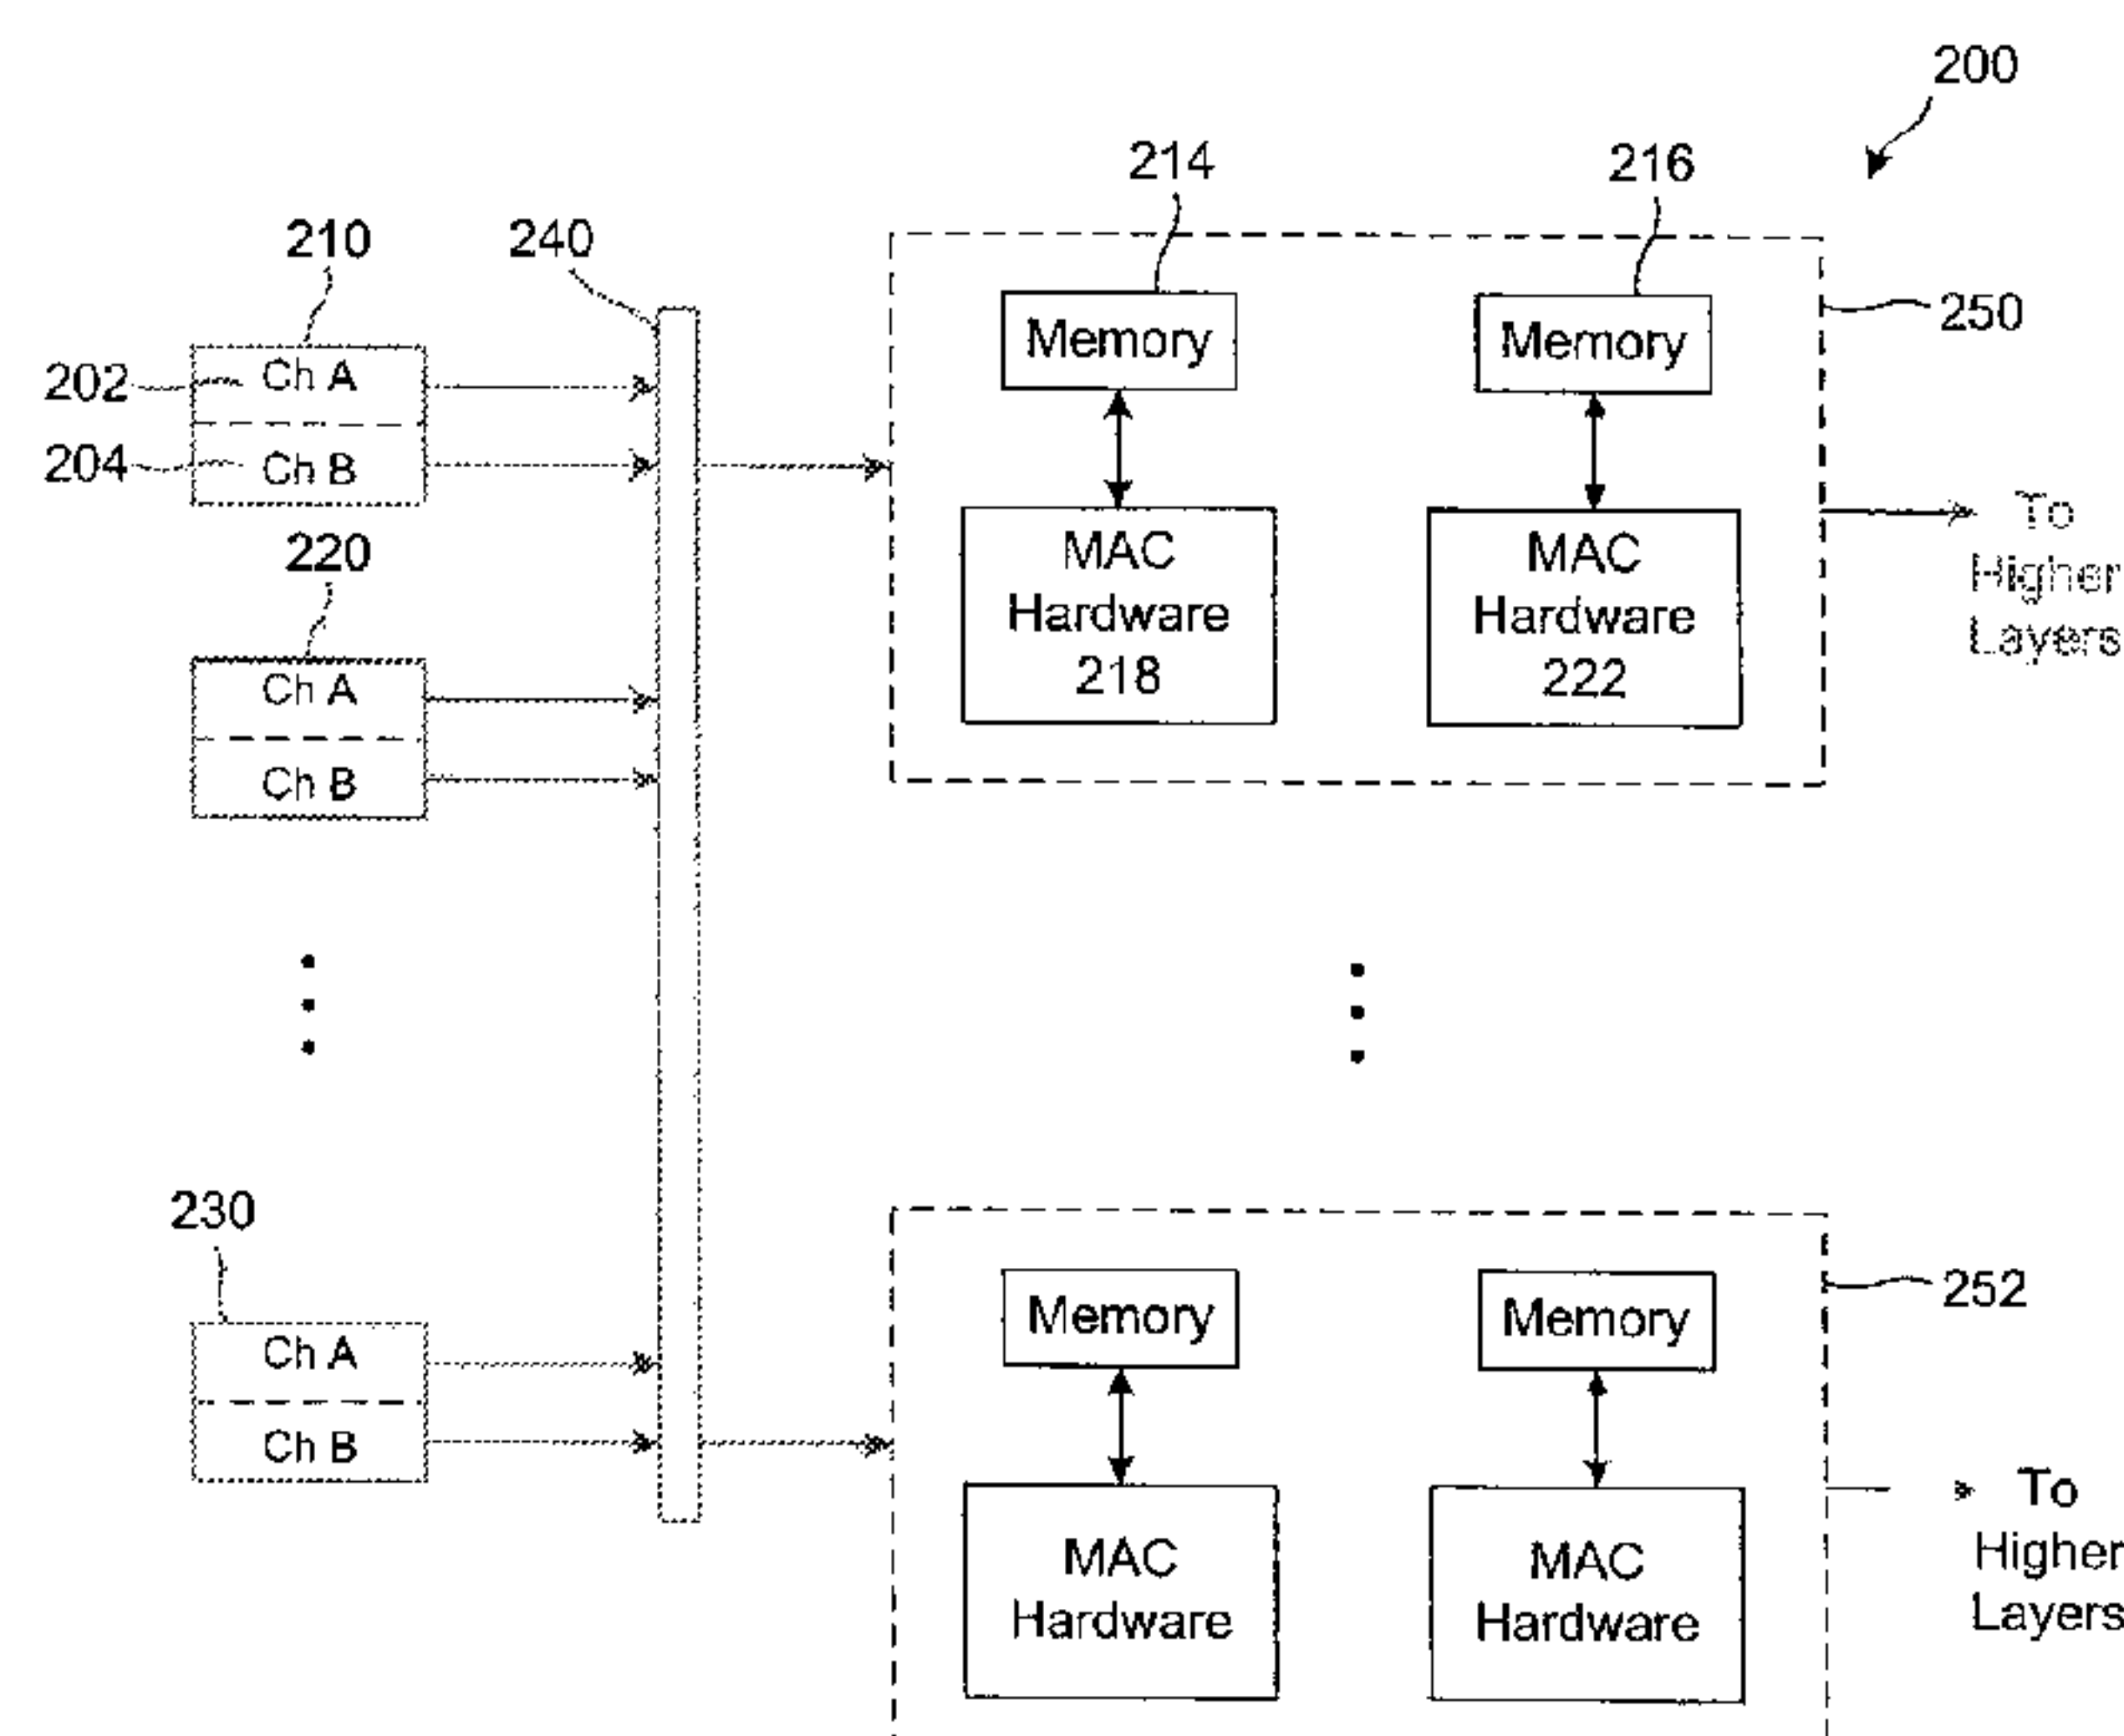 200
214
216
210
240
250
202
Ch A
Memory
Memory
204
Ch B
220
MAC
Hardware
218
MAC
Hardware
222
To
Higher
Layers
Ch A
Ch B
230
252
Ch A
Memory
Memory
Ch B
MAC
Hardware
MAC
Hardware
To
Higher
Layers